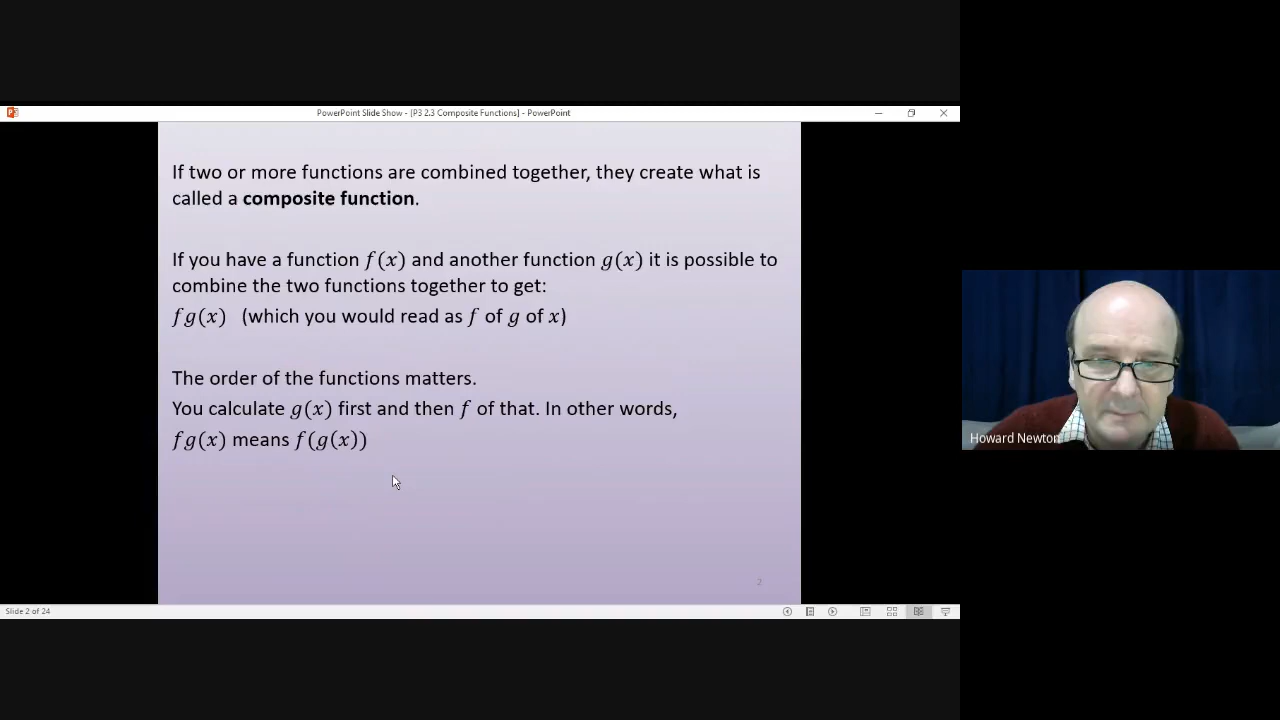 PowerPoint Slide Show - [P3 2.3 Composite Functions] - PowerPoint
If two or more functions are combined together, they create what is
called a composite function.
If you have a function f(x) and another function g(x) it is possible to
combine the two functions together to get:
fg(x) (which you would read as f of g of x)
The order of the functions matters.
You calculate g(x) first and then f of that. In other words,
fg(x) means f(g(x))
2
Slide 2 of 24
Howard Newton